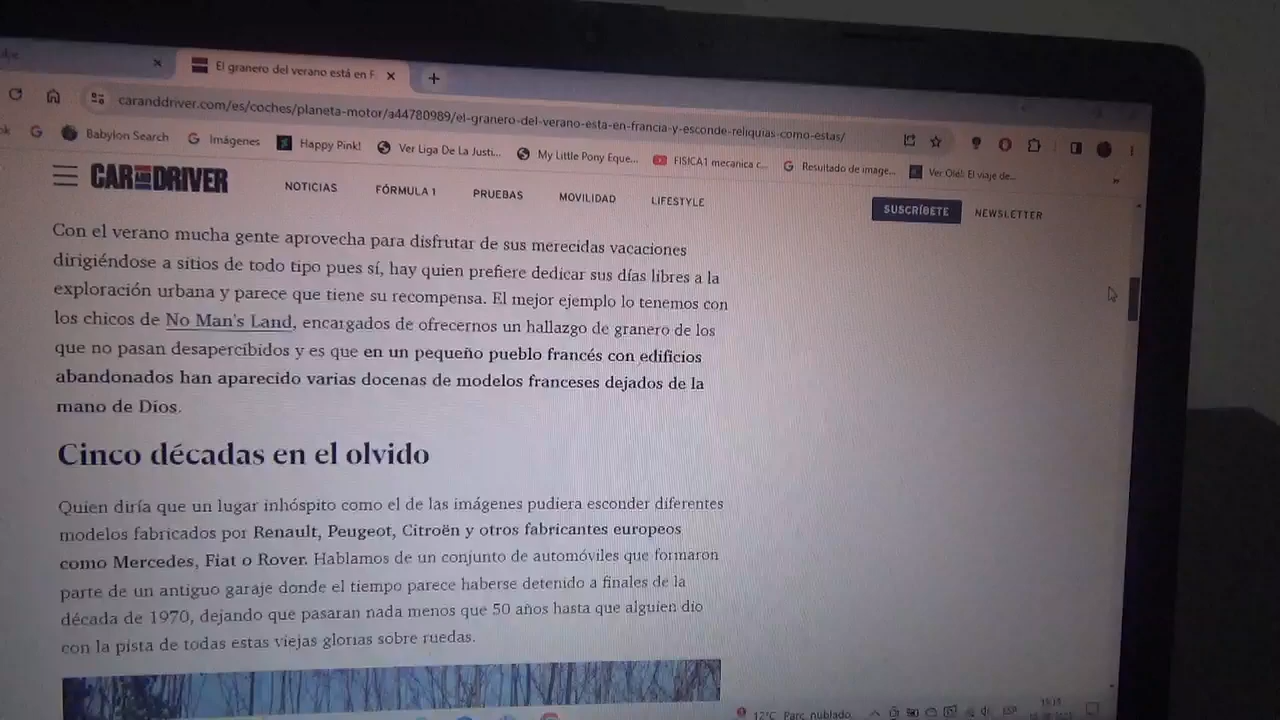 El granero del verano está en F
caranddriver.com/es/coches/planeta-motor/a44780989/el-granero-del-verano-esta-en-francia-y-esconde-reliquias-como-estas/
Babylon Search Imágenes Happy Pink! Ver Liga De La Justi... My Little Pony Eque... FISICA1 mecanica c... Resultado de image... Ver Olé!: El viaje de...
CAR AND DRIVER NOTICIAS FÓRMULA 1 PRUEBAS MOVILIDAD LIFESTYLE SUSCRÍBETE NEWSLETTER
Con el verano mucha gente aprovecha para disfrutar de sus merecidas vacaciones
dirigiéndose a sitios de todo tipo pues sí, hay quien prefiere dedicar sus días libres a la
exploración urbana y parece que tiene su recompensa. El mejor ejemplo lo tenemos con
los chicos de No Man's Land, encargados de ofrecernos un hallazgo de granero de los
que no pasan desapercibidos y es que en un pequeño pueblo francés con edificios
abandonados han aparecido varias docenas de modelos franceses dejados de la
mano de Dios.
Cinco décadas en el olvido
Quien diría que un lugar inhóspito como el de las imágenes pudiera esconder diferentes
modelos fabricados por Renault, Peugeot, Citroën y otros fabricantes europeos
como Mercedes, Fiat o Rover. Hablamos de un conjunto de automóviles que formaron
parte de un antiguo garaje donde el tiempo parece haberse detenido a finales de la
década de 1970, dejando que pasaran nada menos que 50 años hasta que alguien dio
con la pista de todas estas viejas glorias sobre ruedas.
12°C Parc. nublado ESP